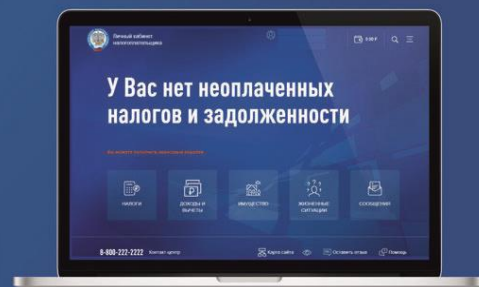 Личный кабинет
налогоплательщика
0.00 ₽
У Вас нет неоплаченных
налогов и задолженности
НАЛОГИ
ДОХОДЫ И
ВЫЧЕТЫ
ИМУЩЕСТВО
ЖИЗНЕННЫЕ
СИТУАЦИИ
СООБЩЕНИЯ
8-800-222-2222 Контакт-центр
Карта сайта
Оставить отзыв
Помощь